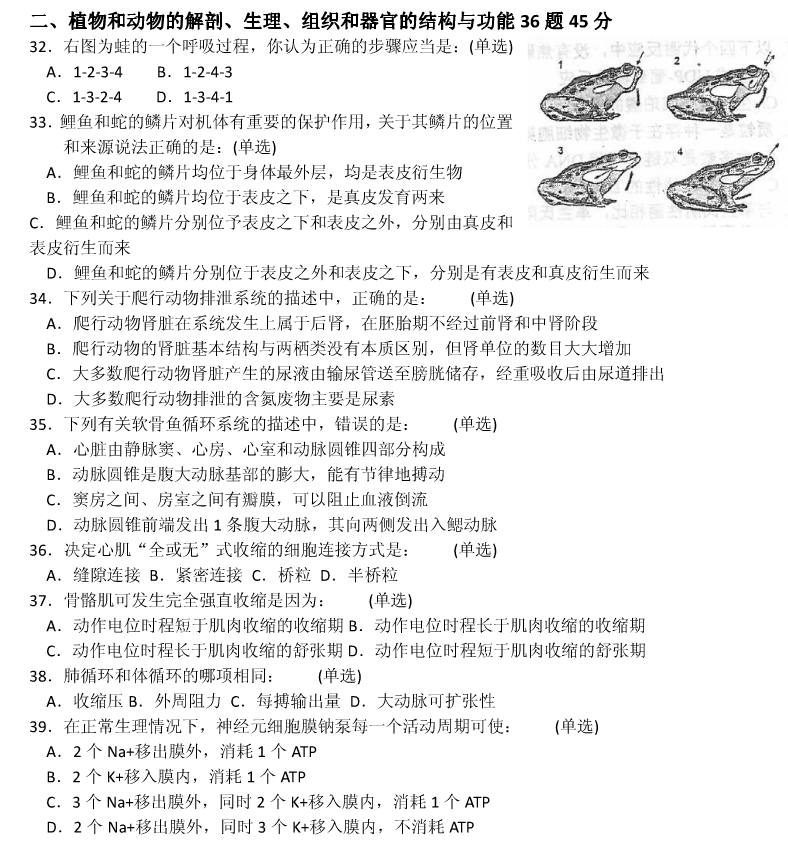 二、植物和动物的解剖、生理、组织和器官的结构与功能 36 题 45 分
32．右图为蛙的一个呼吸过程，你认为正确的步骤应当是：(单选)
A．1-2-3-4 B．1-2-4-3
C．1-3-2-4 D．1-3-4-1
1 2
3 4
33．鲤鱼和蛇的鳞片对机体有重要的保护作用，关于其鳞片的位置
和来源说法正确的是：(单选)
A．鲤鱼和蛇的鳞片均位于身体最外层，均是表皮衍生物
B．鲤鱼和蛇的鳞片均位于表皮之下，是真皮发育两来
C．鲤鱼和蛇的鳞片分别位予表皮之下和表皮之外，分别由真皮和
表皮衍生而来
D．鲤鱼和蛇的鳞片分别位于表皮之外和表皮之下，分别是有表皮和真皮衍生而来
34．下列关于爬行动物排泄系统的描述中，正确的是： (单选)
A．爬行动物肾脏在系统发生上属于后肾，在胚胎期不经过前肾和中肾阶段
B．爬行动物的肾脏基本结构与两栖类没有本质区别，但肾单位的数目大大增加
C．大多数爬行动物肾脏产生的尿液由输尿管送至膀胱储存，经重吸收后由尿道排出
D．大多数爬行动物排泄的含氮废物主要是尿素
35．下列有关软骨鱼循环系统的描述中，错误的是： (单选)
A．心脏由静脉窦、心房、心室和动脉圆锥四部分构成
B．动脉圆锥是腹大动脉基部的膨大，能有节律地搏动
C．窦房之间、房室之间有瓣膜，可以阻止血液倒流
D．动脉圆锥前端发出 1 条腹大动脉，其向两侧发出入鳃动脉
36．决定心肌“全或无”式收缩的细胞连接方式是： (单选)
A．缝隙连接 B．紧密连接 C．桥粒 D．半桥粒
37．骨骼肌可发生完全强直收缩是因为： (单选)
A．动作电位时程短于肌肉收缩的收缩期 B．动作电位时程长于肌肉收缩的收缩期
C．动作电位时程长于肌肉收缩的舒张期 D．动作电位时程短于肌肉收缩的舒张期
38．肺循环和体循环的哪项相同： (单选)
A．收缩压 B．外周阻力 C．每搏输出量 D．大动脉可扩张性
39．在正常生理情况下，神经元细胞膜钠泵每一个活动周期可使： (单选)
A．2 个 Na+移出膜外，消耗 1 个 ATP
B．2 个 K+移入膜内，消耗 1 个 ATP
C．3 个 Na+移出膜外，同时 2 个 K+移入膜内，消耗 1 个 ATP
D．2 个 Na+移出膜外，同时 3 个 K+移入膜内，不消耗 ATP